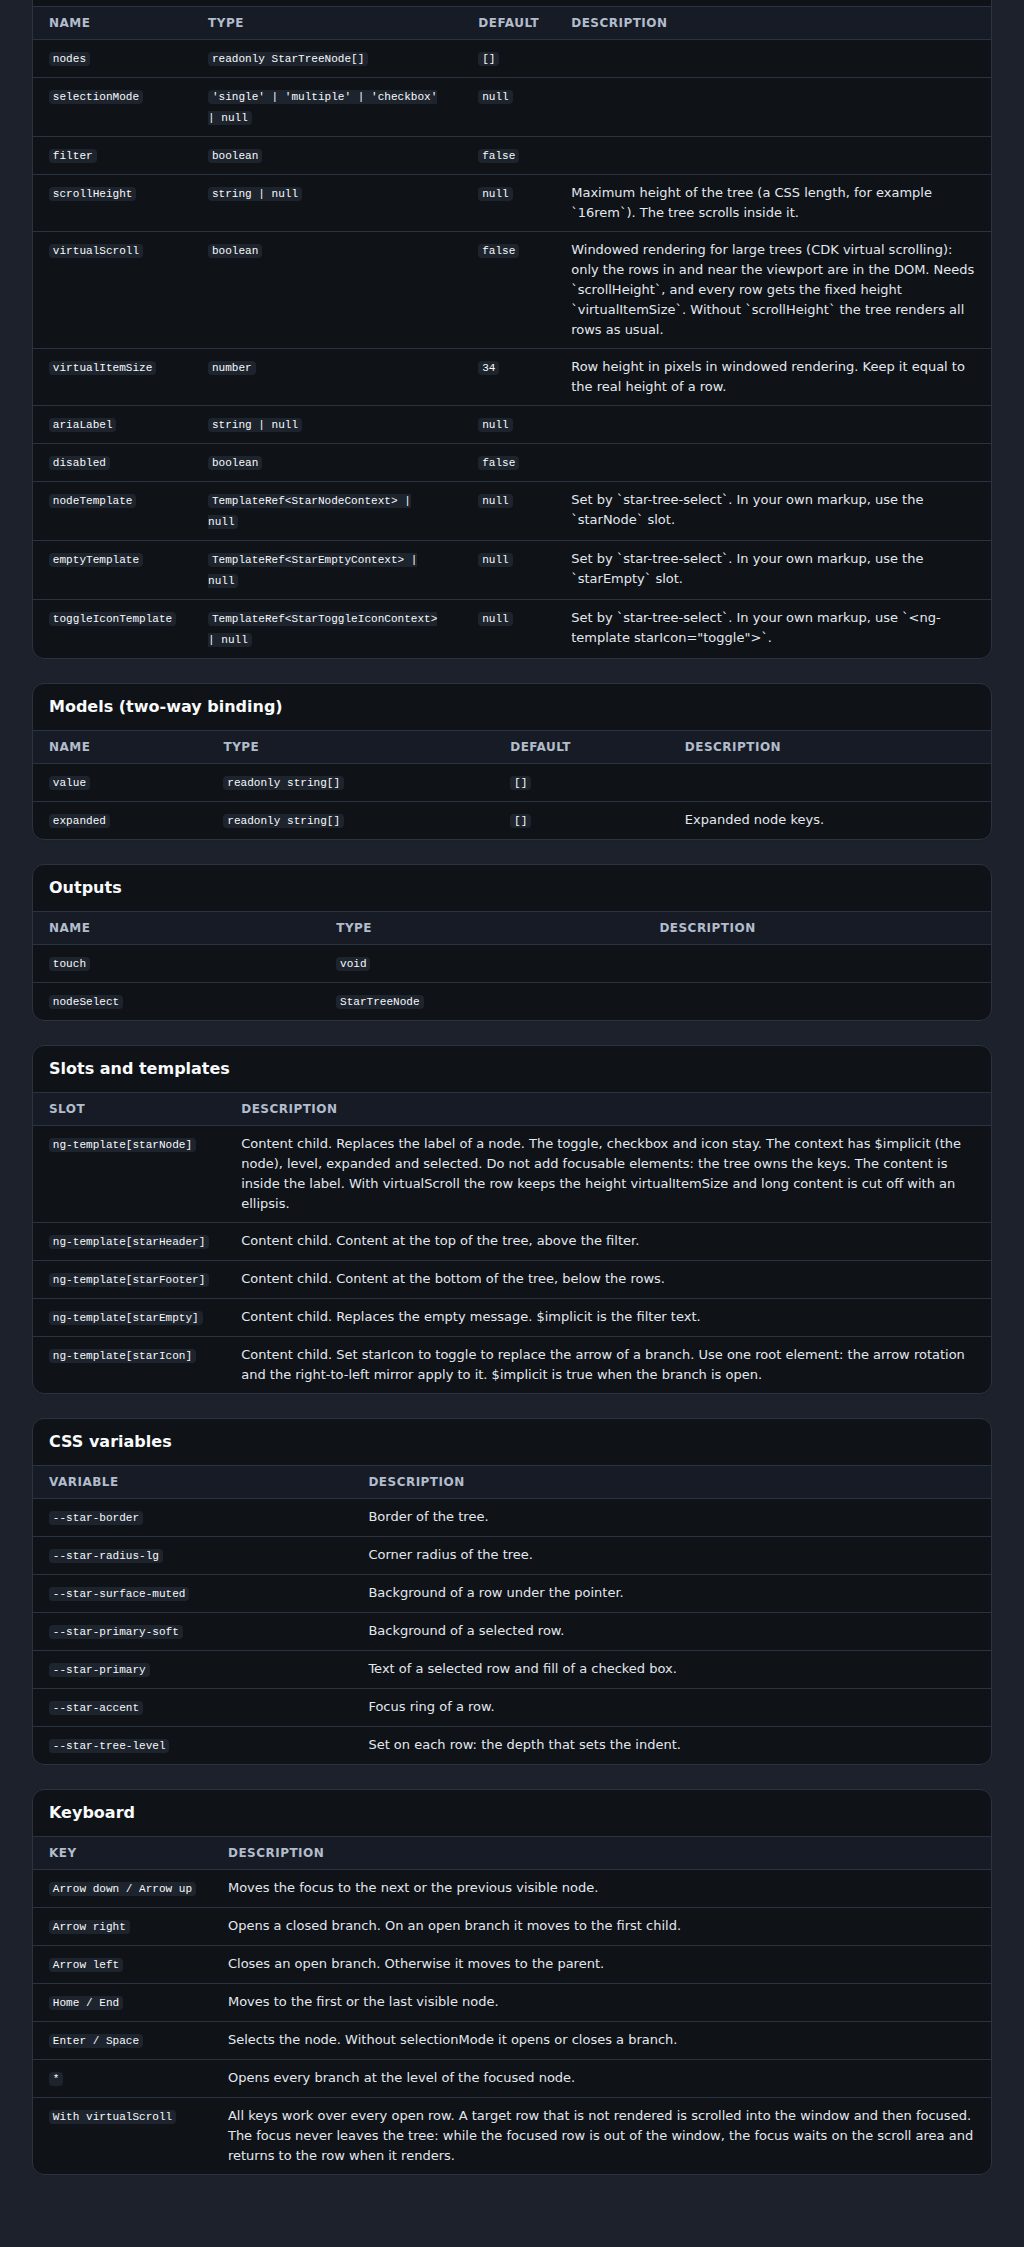 NAME TYPE DEFAULT DESCRIPTION
nodes readonly StarTreeNode[] []
selectionMode 'single' | 'multiple' | 'checkbox' null
| null
filter boolean false
scrollHeight string | null null Maximum height of the tree (a CSS length, for example
`16rem`). The tree scrolls inside it.
virtualScroll boolean false Windowed rendering for large trees (CDK virtual scrolling):
only the rows in and near the viewport are in the DOM. Needs
`scrollHeight`, and every row gets the fixed height
`virtualItemSize`. Without `scrollHeight` the tree renders all
rows as usual.
virtualItemSize number 34 Row height in pixels in windowed rendering. Keep it equal to
the real height of a row.
ariaLabel string | null null
disabled boolean false
nodeTemplate TemplateRef<StarNodeContext> | null Set by `star-tree-select`. In your own markup, use the
null `starNode` slot.
emptyTemplate TemplateRef<StarEmptyContext> | null Set by `star-tree-select`. In your own markup, use the
null `starEmpty` slot.
toggleIconTemplate TemplateRef<StarToggleIconContext> null Set by `star-tree-select`. In your own markup, use `<ng-
| null template starIcon="toggle">`.
Models (two-way binding)
NAME TYPE DEFAULT DESCRIPTION
value readonly string[] []
expanded readonly string[] [] Expanded node keys.
Outputs
NAME TYPE DESCRIPTION
touch void
nodeSelect StarTreeNode
Slots and templates
SLOT DESCRIPTION
ng-template[starNode] Content child. Replaces the label of a node. The toggle, checkbox and icon stay. The context has $implicit (the
node), level, expanded and selected. Do not add focusable elements: the tree owns the keys. The content is
inside the label. With virtualScroll the row keeps the height virtualItemSize and long content is cut off with an
ellipsis.
ng-template[starHeader] Content child. Content at the top of the tree, above the filter.
ng-template[starFooter] Content child. Content at the bottom of the tree, below the rows.
ng-template[starEmpty] Content child. Replaces the empty message. $implicit is the filter text.
ng-template[starIcon] Content child. Set starIcon to toggle to replace the arrow of a branch. Use one root element: the arrow rotation
and the right-to-left mirror apply to it. $implicit is true when the branch is open.
CSS variables
VARIABLE DESCRIPTION
--star-border Border of the tree.
--star-radius-lg Corner radius of the tree.
--star-surface-muted Background of a row under the pointer.
--star-primary-soft Background of a selected row.
--star-primary Text of a selected row and fill of a checked box.
--star-accent Focus ring of a row.
--star-tree-level Set on each row: the depth that sets the indent.
Keyboard
KEY DESCRIPTION
Arrow down / Arrow up Moves the focus to the next or the previous visible node.
Arrow right Opens a closed branch. On an open branch it moves to the first child.
Arrow left Closes an open branch. Otherwise it moves to the parent.
Home / End Moves to the first or the last visible node.
Enter / Space Selects the node. Without selectionMode it opens or closes a branch.
* Opens every branch at the level of the focused node.
With virtualScroll All keys work over every open row. A target row that is not rendered is scrolled into the window and then focused.
The focus never leaves the tree: while the focused row is out of the window, the focus waits on the scroll area and
returns to the row when it renders.